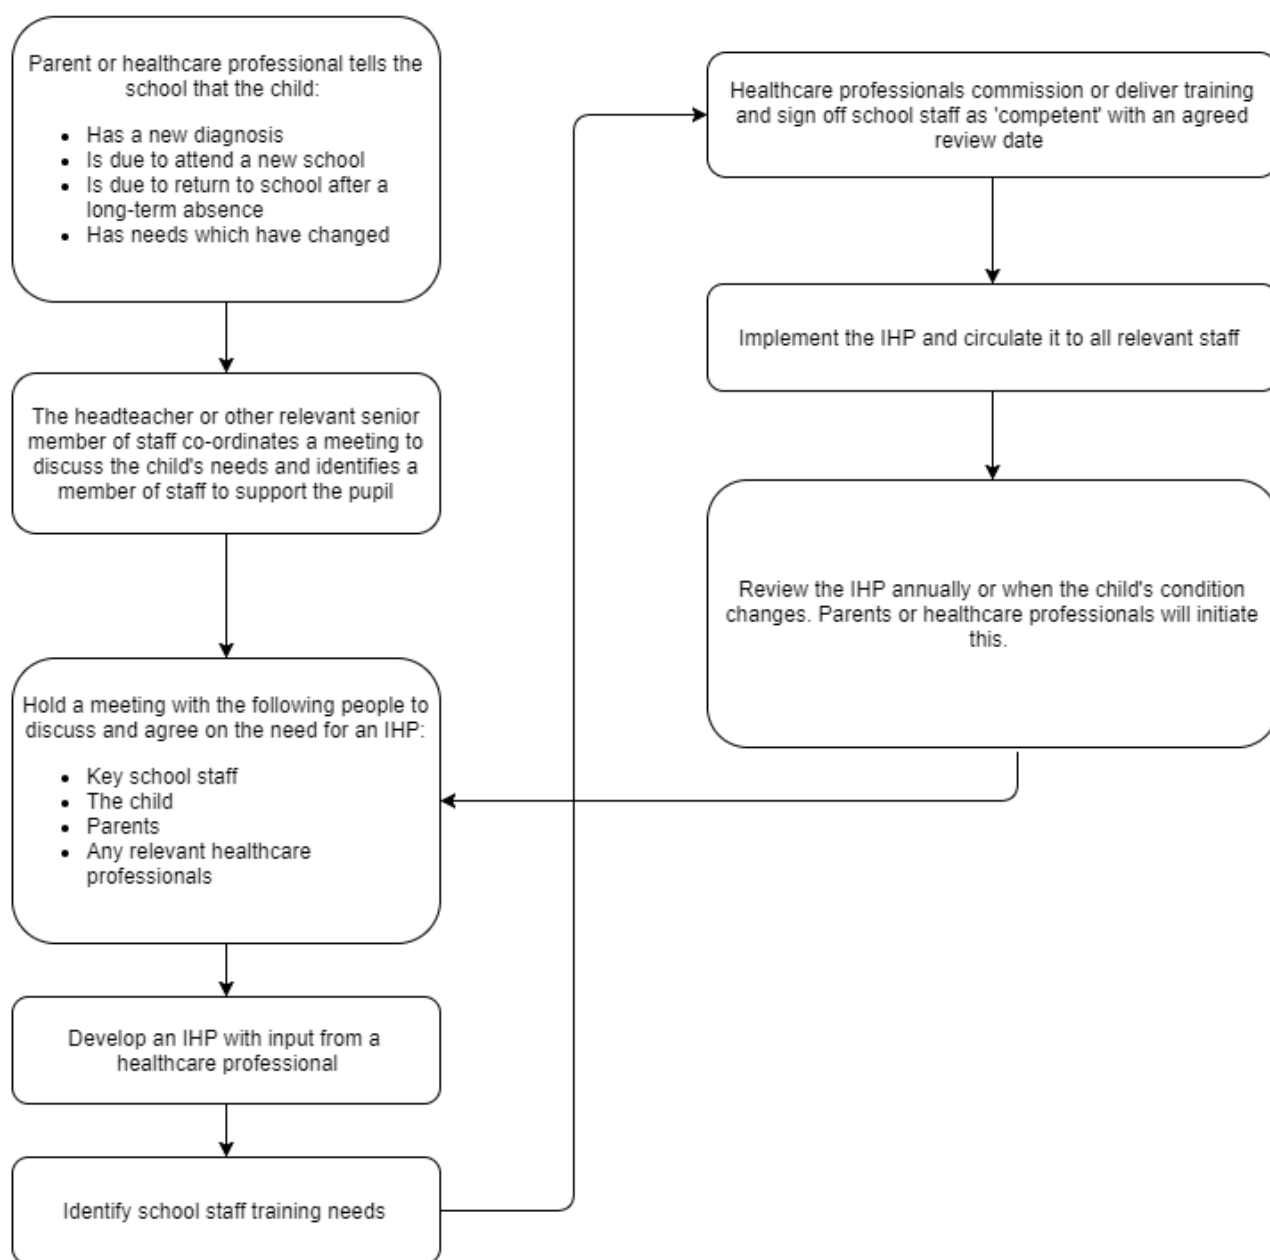 Parent or healthcare professional tells the
school that the child:
• Has a new diagnosis
• Is due to attend a new school
• Is due to return to school after a
long-term absence
• Has needs which have changed
The headteacher or other relevant senior
member of staff co-ordinates a meeting to
discuss the child's needs and identifies a
member of staff to support the pupil
Hold a meeting with the following people to
discuss and agree on the need for an IHP:
• Key school staff
• The child
• Parents
• Any relevant healthcare
professionals
Develop an IHP with input from a
healthcare professional
Identify school staff training needs
Healthcare professionals commission or deliver training
and sign off school staff as 'competent' with an agreed
review date
Implement the IHP and circulate it to all relevant staff
Review the IHP annually or when the child's condition
changes. Parents or healthcare professionals will initiate
this.